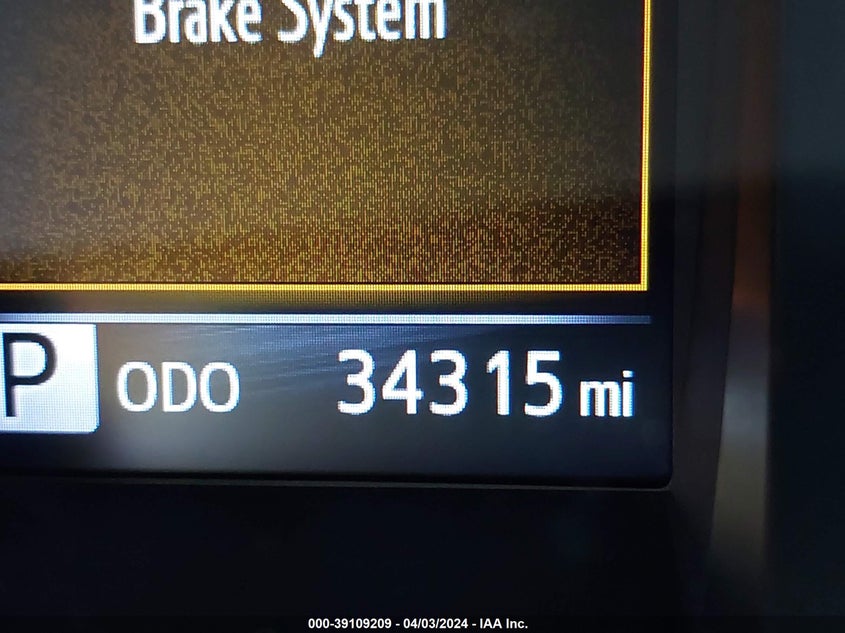 Brake System
P ODO 34315 mi
000-39109209 - 04/03/2024 - IAA Inc.